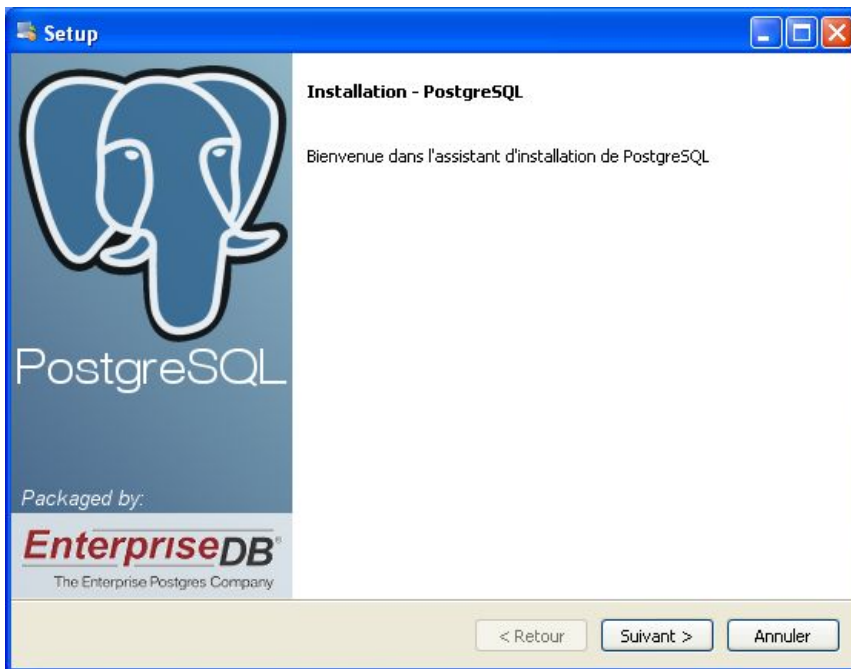 Setup
Installation - PostgreSQL
Bienvenue dans l'assistant d'installation de PostgreSQL
PostgreSQL
Packaged by:
EnterpriseDB®
The Enterprise Postgres Company
< Retour
Suivant >
Annuler